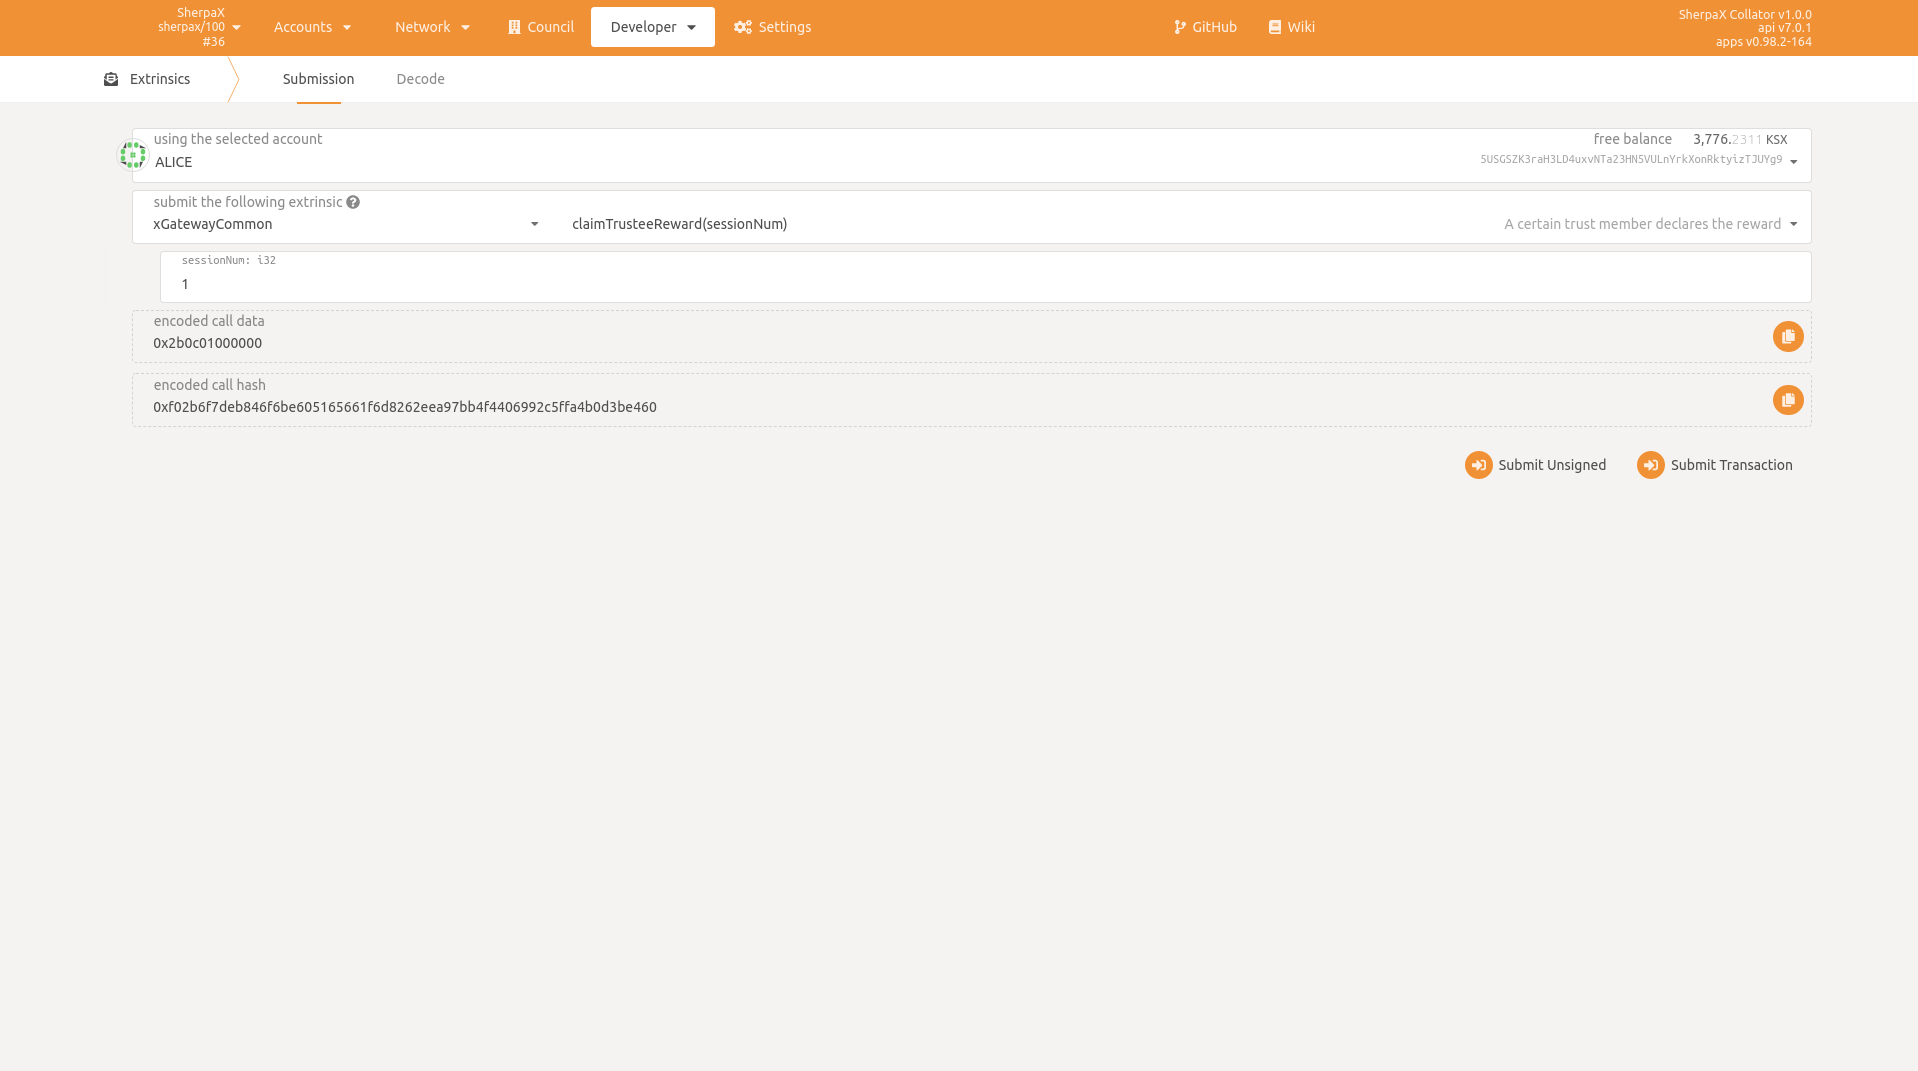 SherpaX
sherpax/100
#36
Accounts
Network
Council
Developer
Settings
GitHub
Wiki
SherpaX Collator v1.0.0
api v7.0.1
apps v0.98.2-164
Extrinsics
Submission
Decode
using the selected account
free balance 3,776.2311 KSX
ALICE
5USGSZK3raH3LD4uxvNTa23HN5VULnYrkXonRktyizTJUYg9
submit the following extrinsic
xGatewayCommon
claimTrusteeReward(sessionNum)
A certain trust member declares the reward
sessionNum: i32
1
encoded call data
0x2b0c01000000
encoded call hash
0xf02b6f7deb846f6be605165661f6d8262eea97bb4f4406992c5ffa4b0d3be460
Submit Unsigned
Submit Transaction